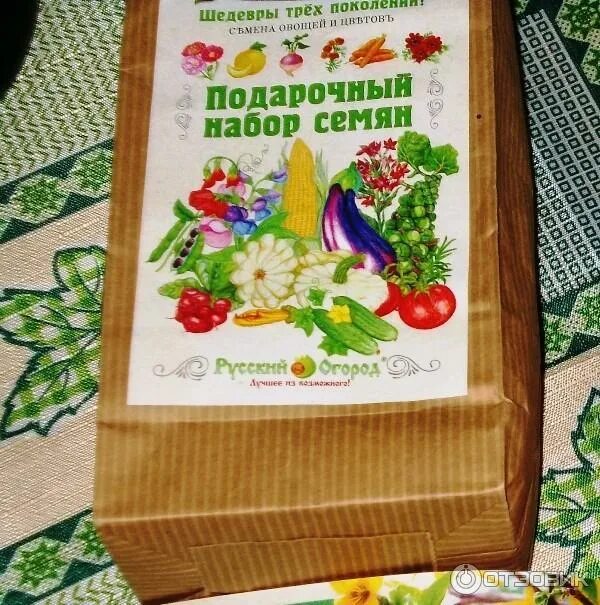 Шедевры трёх поколений!
СѢМЕНА ОВОЩЕЙ И ЦВѢТОВЪ
Подарочный
набор семян
Русский Огород®
Лучшее из возможного!
ОТЗОВИК